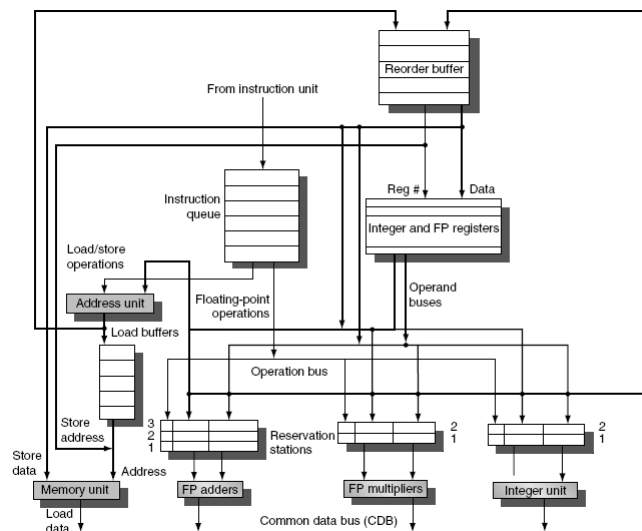 Reorder buffer
From instruction unit
Reg #
Data
Instruction
queue
Integer and FP registers
Load/store
operations
Operand
buses
Floating-point
operations
Address unit
Load buffers
Operation bus
Store
address
3
2
1
Reservation
stations
2
1
2
1
Store
data
Address
Memory unit
FP adders
FP multipliers
Integer unit
Load
data
Common data bus (CDB)